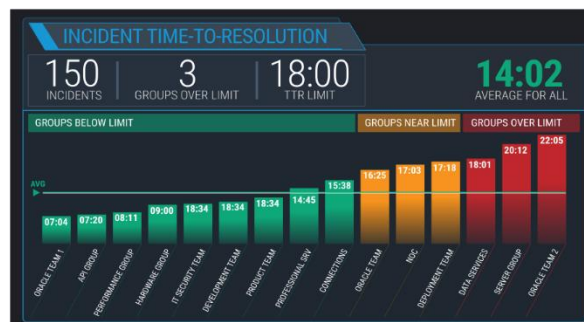 INCIDENT TIME-TO-RESOLUTION
150
INCIDENTS
3
GROUPS OVER LIMIT
18:00
TTR LIMIT
14:02
AVERAGE FOR ALL
GROUPS BELOW LIMIT
GROUPS NEAR LIMIT
GROUPS OVER LIMIT
AVG
07:04
07:20
08:11
09:00
18:34
18:34
18:34
14:45
15:38
16:25
17:03
17:18
18:01
20:12
22:05
ORACLE TEAM 1
API GROUP
PERFORMANCE GROUP
HARDWARE GROUP
IT SECURITY TEAM
DEVELOPMENT TEAM
PRODUCT TEAM
PROFESSIONAL SRV
CONNECTIONS
ORACLE TEAM
NOC
DEPLOYMENT TEAM
DATA SERVICES
SERVER GROUP
ORACLE TEAM 2